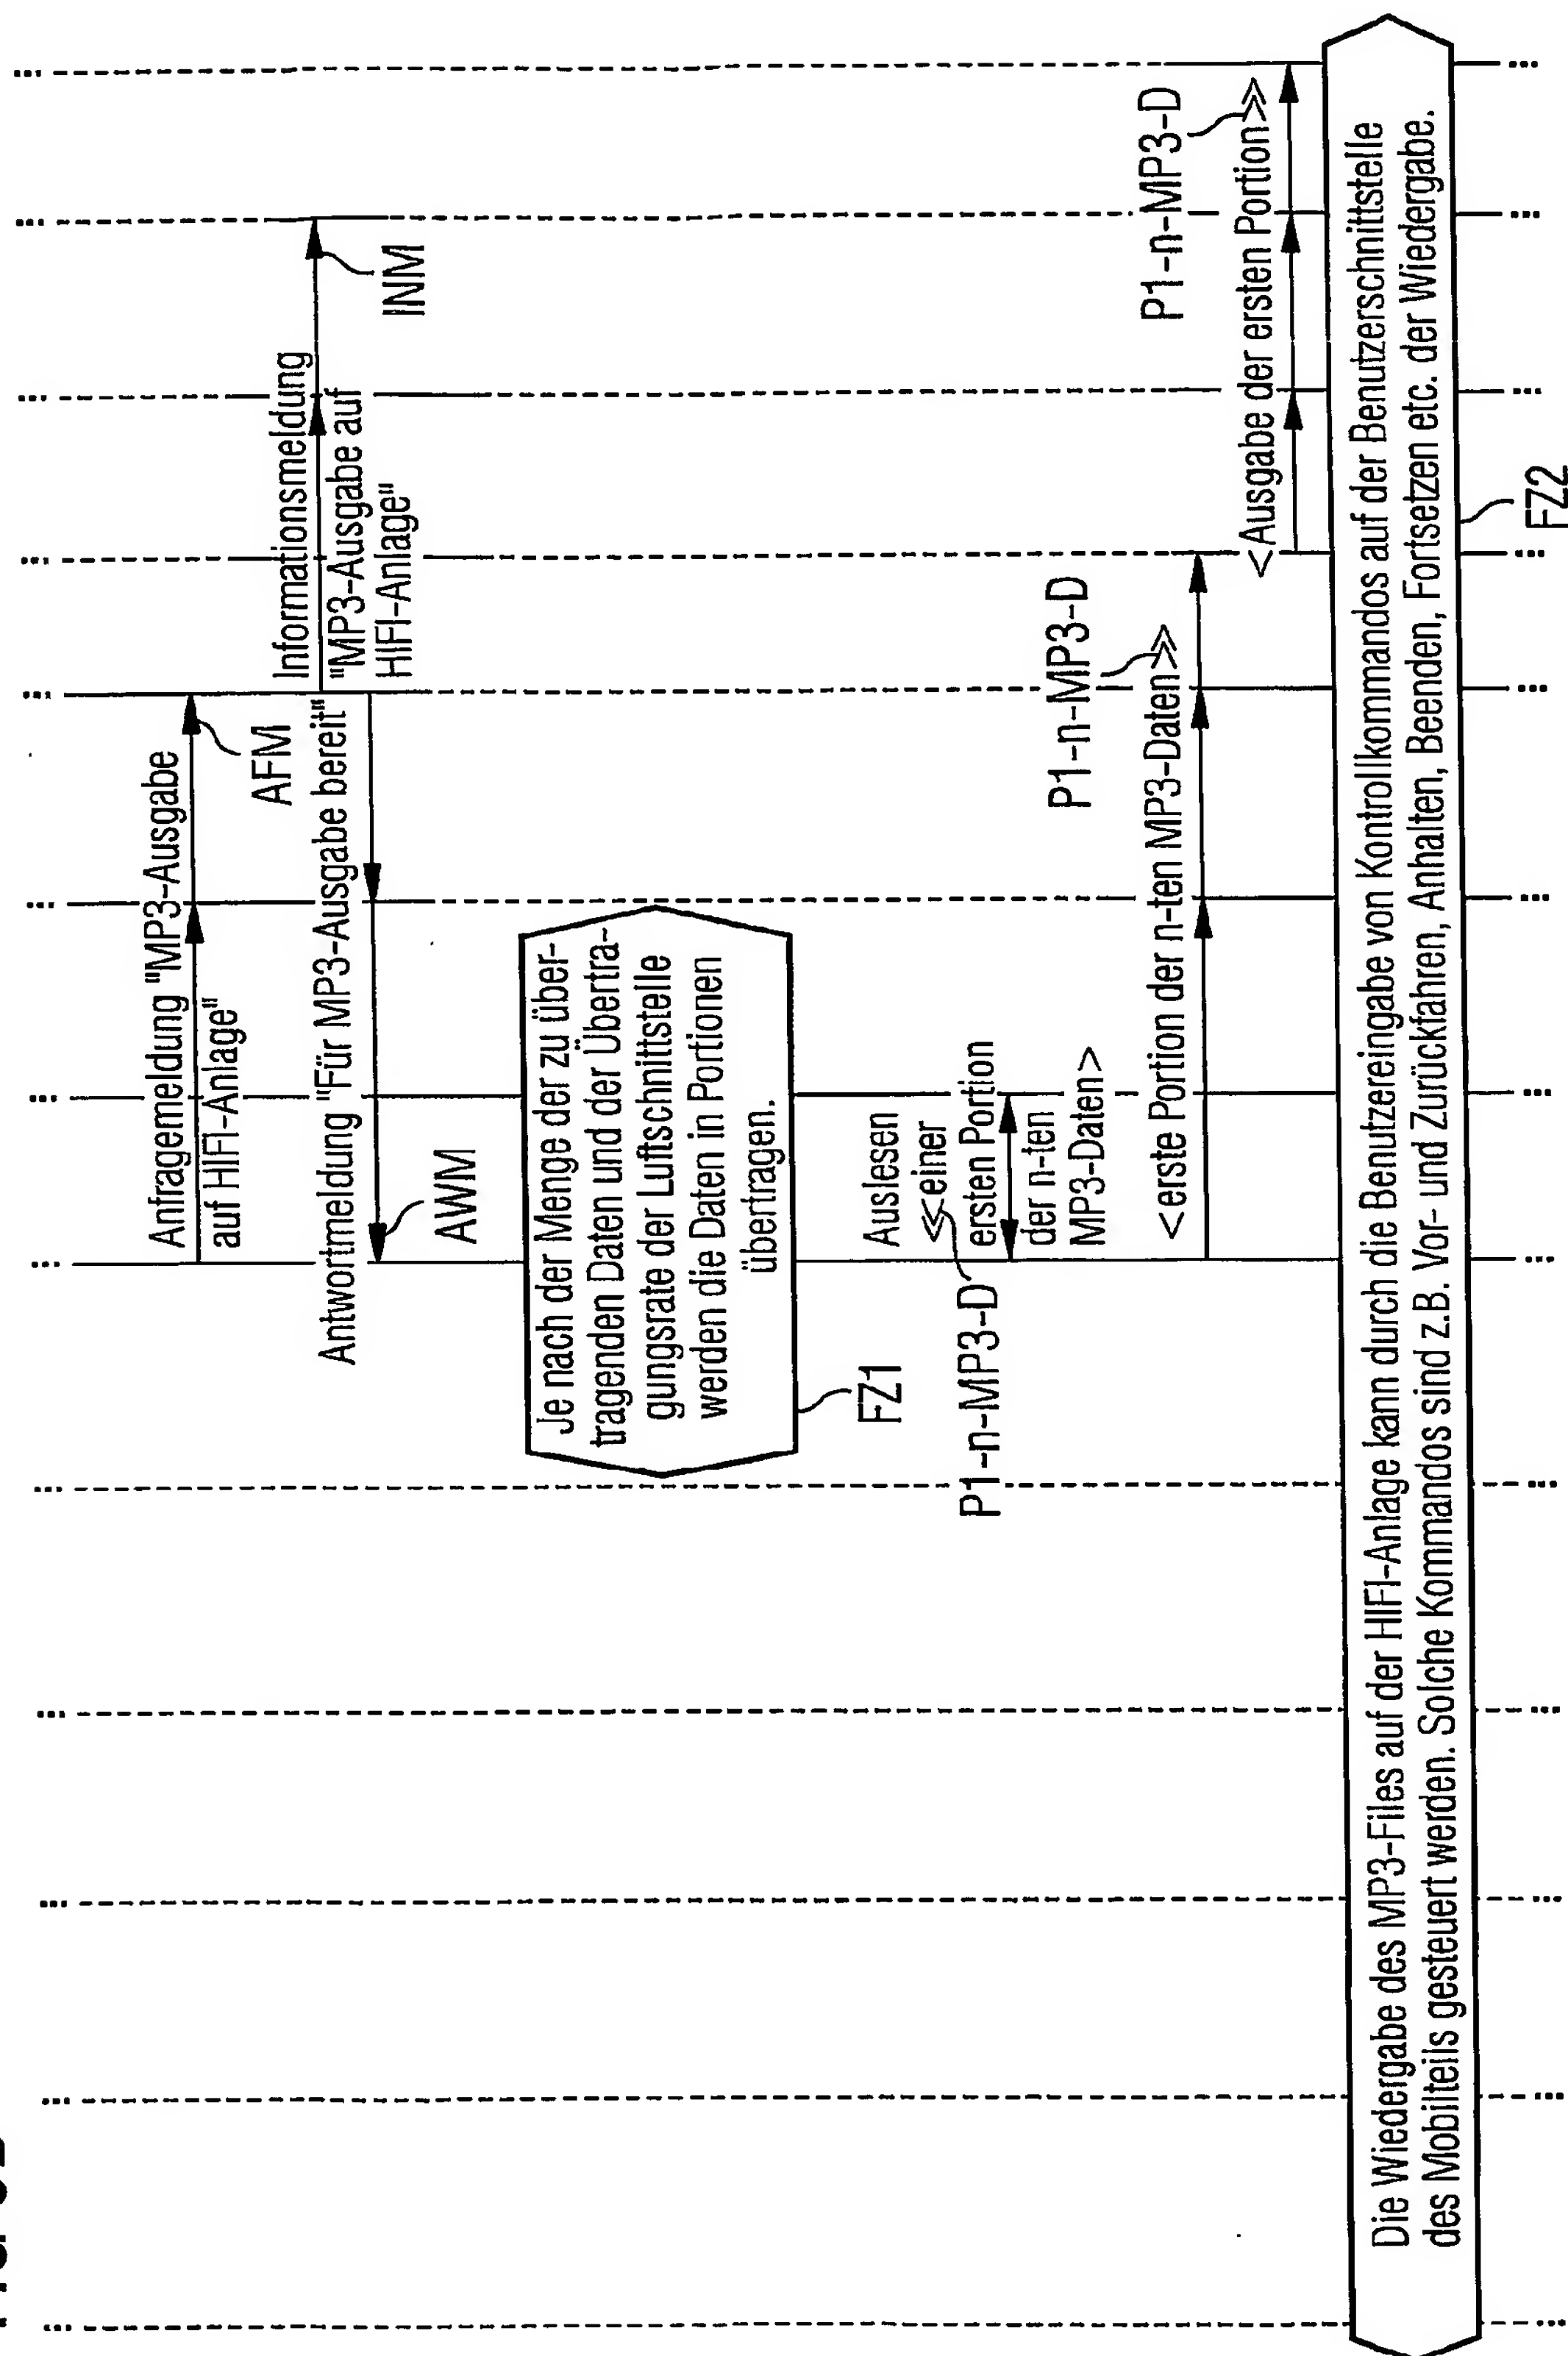 Anfragemeldung "MP3-Ausgabe
auf HIFI-Anlage"
AFM
Informationsmeldung
"MP3-Ausgabe auf
HIFI-Anlage"
INM
Antwortmeldung "Für MP3-Ausgabe bereit"
AWM
Je nach der Menge der zu über-
tragenden Daten und der Übertra-
gungsrate der Luftschnittstelle
werden die Daten in Portionen
übertragen.
FZ1
Auslesen
<<einer
ersten Portion
der n-ten
MP3-Daten>
P1-n-MP3-D
P1-n-MP3-D
<erste Portion der n-ten MP3-Daten>>
P1-n-MP3-D
<Ausgabe der ersten Portion>>
Die Wiedergabe des MP3-Files auf der HIFI-Anlage kann durch die Benutzereingabe von Kontrollkommandos auf der Benutzerschnittstelle
des Mobilteils gesteuert werden. Solche Kommandos sind z.B. Vor- und Zurückfahren, Anhalten, Beenden, Fortsetzen etc. der Wiedergabe.
FZ2